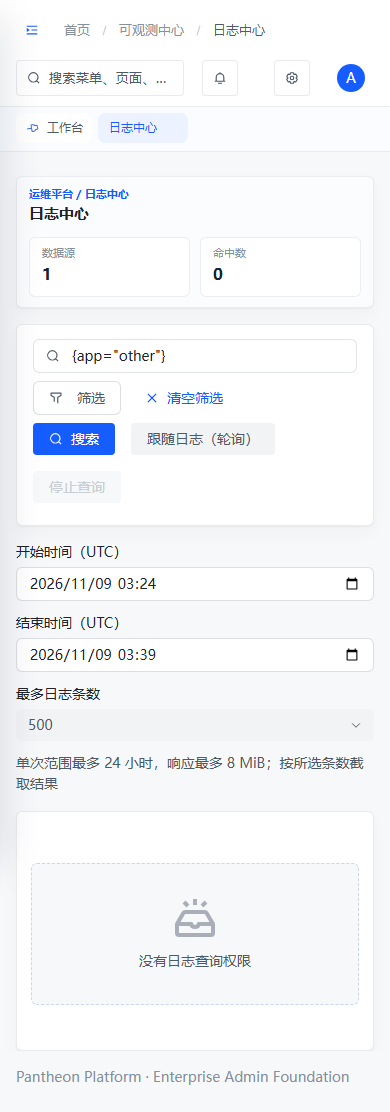 首页 / 可观测中心 / 日志中心
搜索菜单、页面、...
A
工作台
日志中心
运维平台 / 日志中心
日志中心
数据源
1
命中数
0
{app="other"}
筛选
清空筛选
搜索
跟随日志（轮询）
停止查询
开始时间（UTC）
2026/11/09 03:24
结束时间（UTC）
2026/11/09 03:39
最多日志条数
500
单次范围最多 24 小时，响应最多 8 MiB；按所选条数截
取结果
没有日志查询权限
Pantheon Platform · Enterprise Admin Foundation